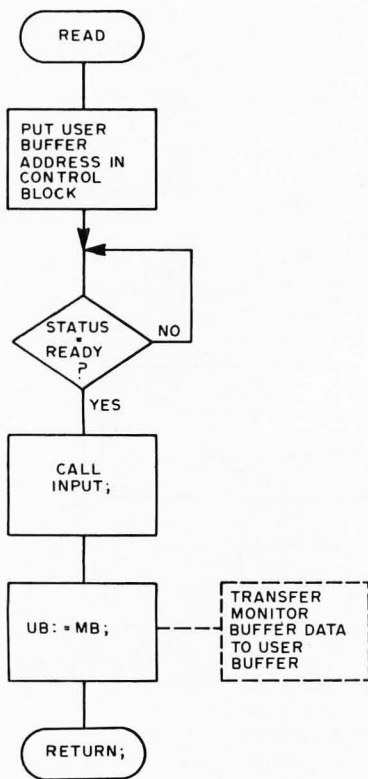 READ
PUT USER
BUFFER
ADDRESS IN
CONTROL
BLOCK
STATUS
=
READY
?
NO
YES
CALL
INPUT;
UB: = MB;
TRANSFER
MONITOR
BUFFER DATA
TO USER
BUFFER
RETURN;